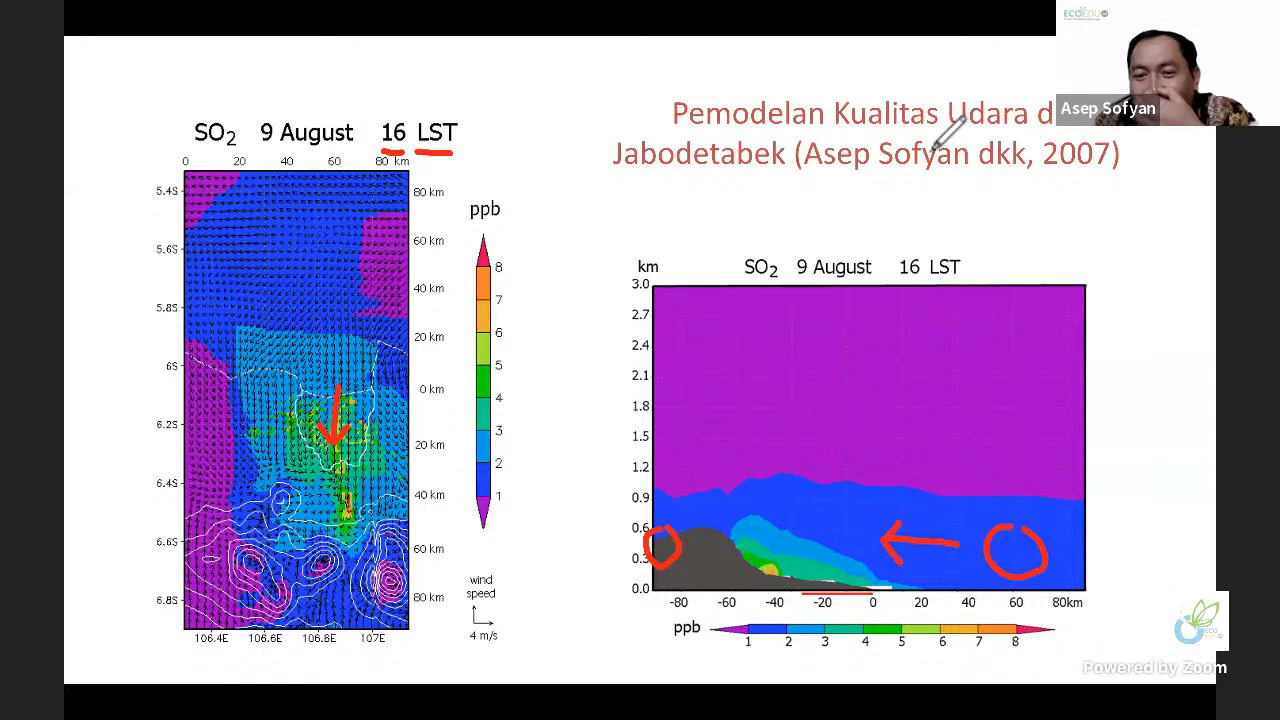 ECOEDU
Asep Sofyan
Pemodelan Kualitas Udara d
Jabodetabek (Asep Sofyan dkk, 2007)
SO2 9 August 16 LST
0 20 40 60 80 km
5.4S
5.6S
5.8S
6S
6.2S
6.4S
6.6S
6.8S
80 km
60 km
40 km
20 km
0 km
20 km
40 km
60 km
80 km
106.4E 106.6E 106.8E 107E
ppb
8
7
6
5
4
3
2
1
wind
speed
4 m/s
km
SO2 9 August 16 LST
3.0
2.7
2.4
2.1
1.8
1.5
1.2
0.9
0.6
0.3
0.0
-80 -60 -40 -20 0 20 40 60 80km
ppb
1 2 3 4 5 6 7 8
ECO
EDU
Powered by Zoom